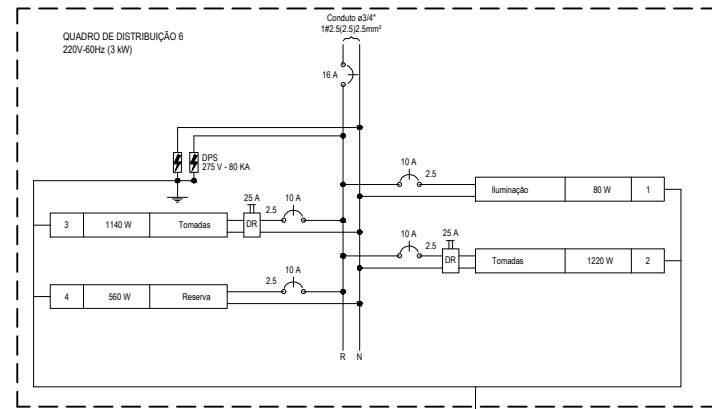 Conduto ø3/4"
1#2.5(2.5)2.5mm²
QUADRO DE DISTRIBUIÇÃO 6
220V-60Hz (3 kW)
16 A
DPS
275 V - 80 KA
10 A
2.5
Iluminação 80 W 1
3 1140 W Tomadas
25 A
DR
2.5
10 A
10 A
2.5
25 A
DR
Tomadas 1220 W 2
4 560 W Reserva
2.5
10 A
R N